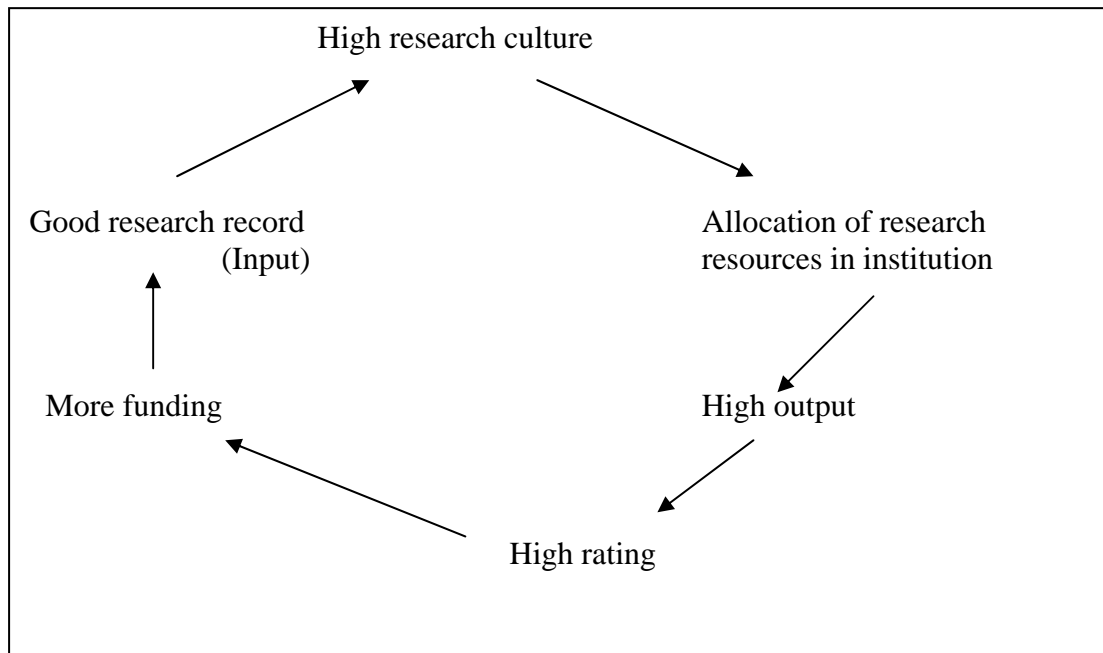 High research culture
Good research record
(Input)
Allocation of research
resources in institution
More funding
High output
High rating